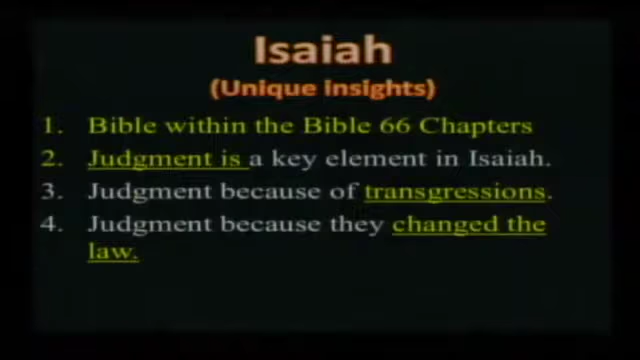 Isaiah
(Unique Insights)
1. Bible within the Bible 66 Chapters
2. Judgment is a key element in Isaiah.
3. Judgment because of transgressions.
4. Judgment because they changed the
law.